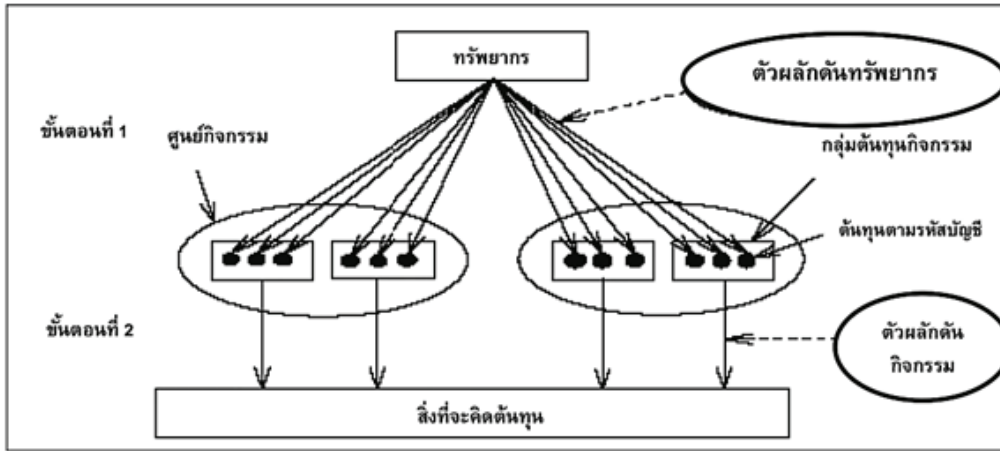 ทรัพยากร
ตัวผลักดันทรัพยากร
ขั้นตอนที่ 1
ศูนย์กิจกรรม
กลุ่มต้นทุนกิจกรรม
ต้นทุนตามรหัสบัญชี
ขั้นตอนที่ 2
ตัวผลักดัน
กิจกรรม
สิ่งที่จะคิดต้นทุน